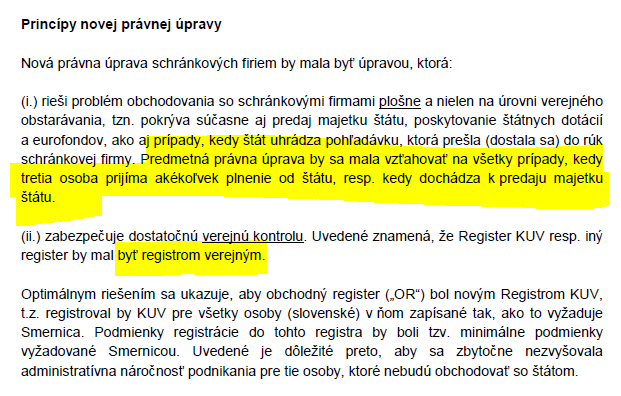 Princípy novej právnej úpravy
Nová právna úprava schránkových firiem by mala byť úpravou, ktorá:
(i.) rieši problém obchodovania so schránkovými firmami plošne a nielen na úrovni verejného
obstarávania, tzn. pokrýva súčasne aj predaj majetku štátu, poskytovanie štátnych dotácií
a eurofondov, ako aj prípady, kedy štát uhrádza pohľadávku, ktorá prešla (dostala sa) do rúk
schránkovej firmy. Predmetná právna úprava by sa mala vzťahovať na všetky prípady, kedy
tretia osoba prijíma akékoľvek plnenie od štátu, resp. kedy dochádza k predaju majetku
štátu.
(ii.) zabezpečuje dostatočnú verejnú kontrolu. Uvedené znamená, že Register KUV resp. iný
register by mal byť registrom verejným.
Optimálnym riešením sa ukazuje, aby obchodný register („OR“) bol novým Registrom KUV,
t.z. registroval by KUV pre všetky osoby (slovenské) v ňom zapísané tak, ako to vyžaduje
Smernica. Podmienky registrácie do tohto registra by boli tzv. minimálne podmienky
vyžadované Smernicou. Uvedené je dôležité preto, aby sa zbytočne nezvyšovala
administratívna náročnosť podnikania pre tie osoby, ktoré nebudú obchodovať so štátom.